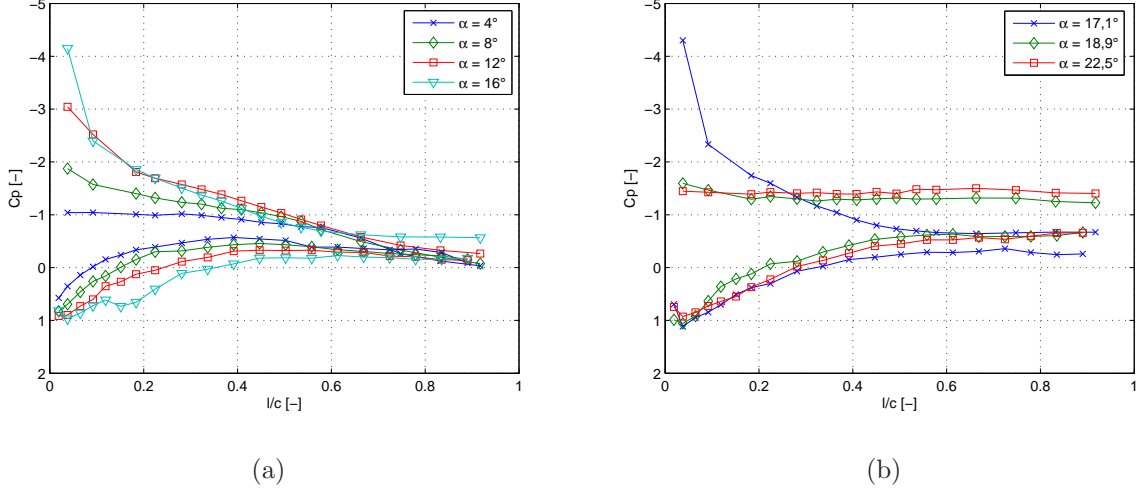 −5
−4
−3
−2
−1
0
1
2
Cp [−]
0
0.2
0.4
0.6
0.8
1
l/c [−]
α = 4°
α = 8°
α = 12°
α = 16°
(a)
−5
−4
−3
−2
−1
0
1
2
Cp [−]
0
0.2
0.4
0.6
0.8
1
l/c [−]
α = 17,1°
α = 18,9°
α = 22,5°
(b)